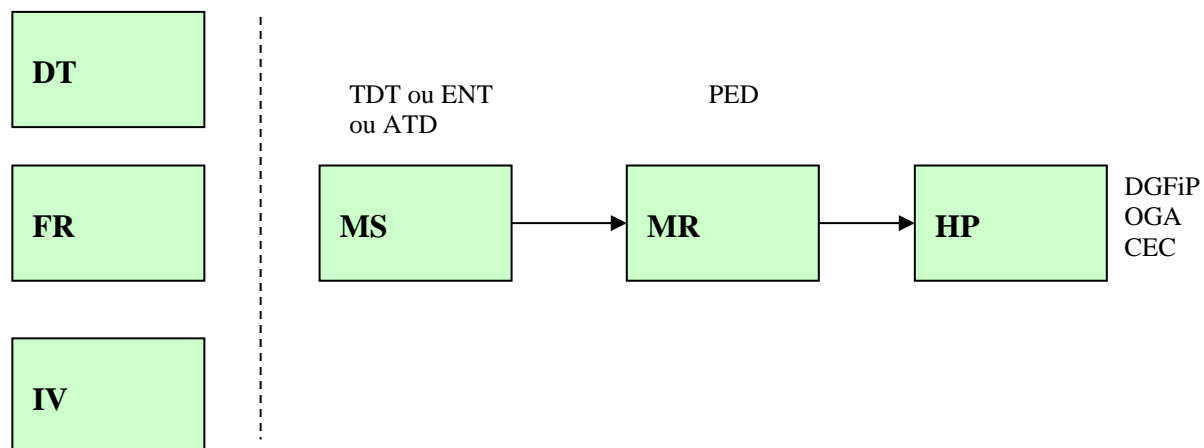 DT
TDT ou ENT
ou ATD
PED
FR
MS
MR
HP
DGFiP
OGA
CEC
IV